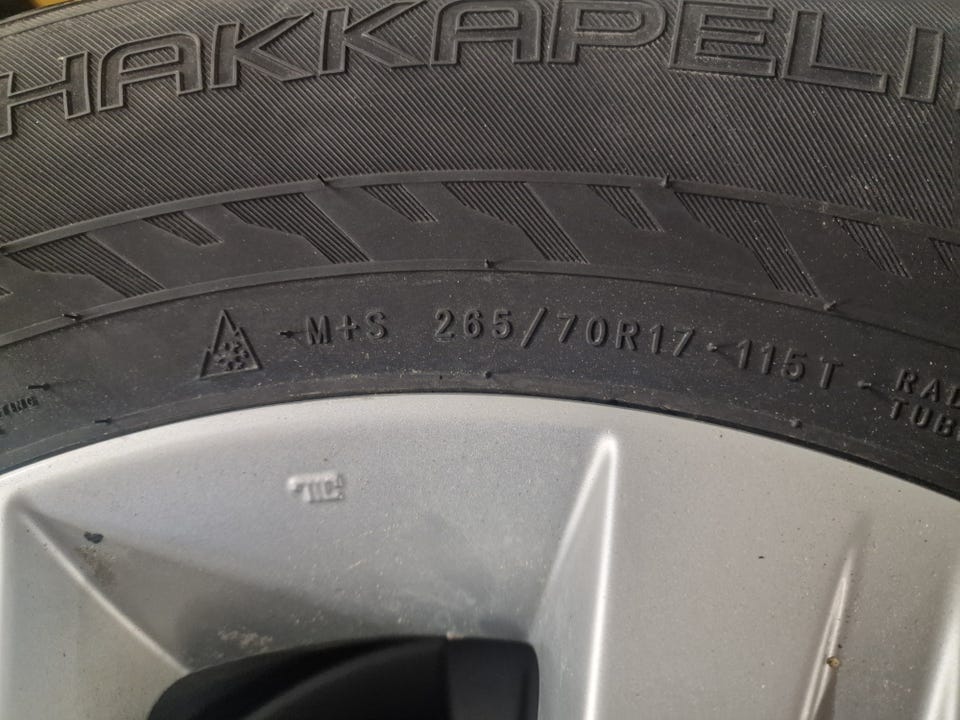 HAKKAPELI
M+S 265/70R17 115T RAD
TUB